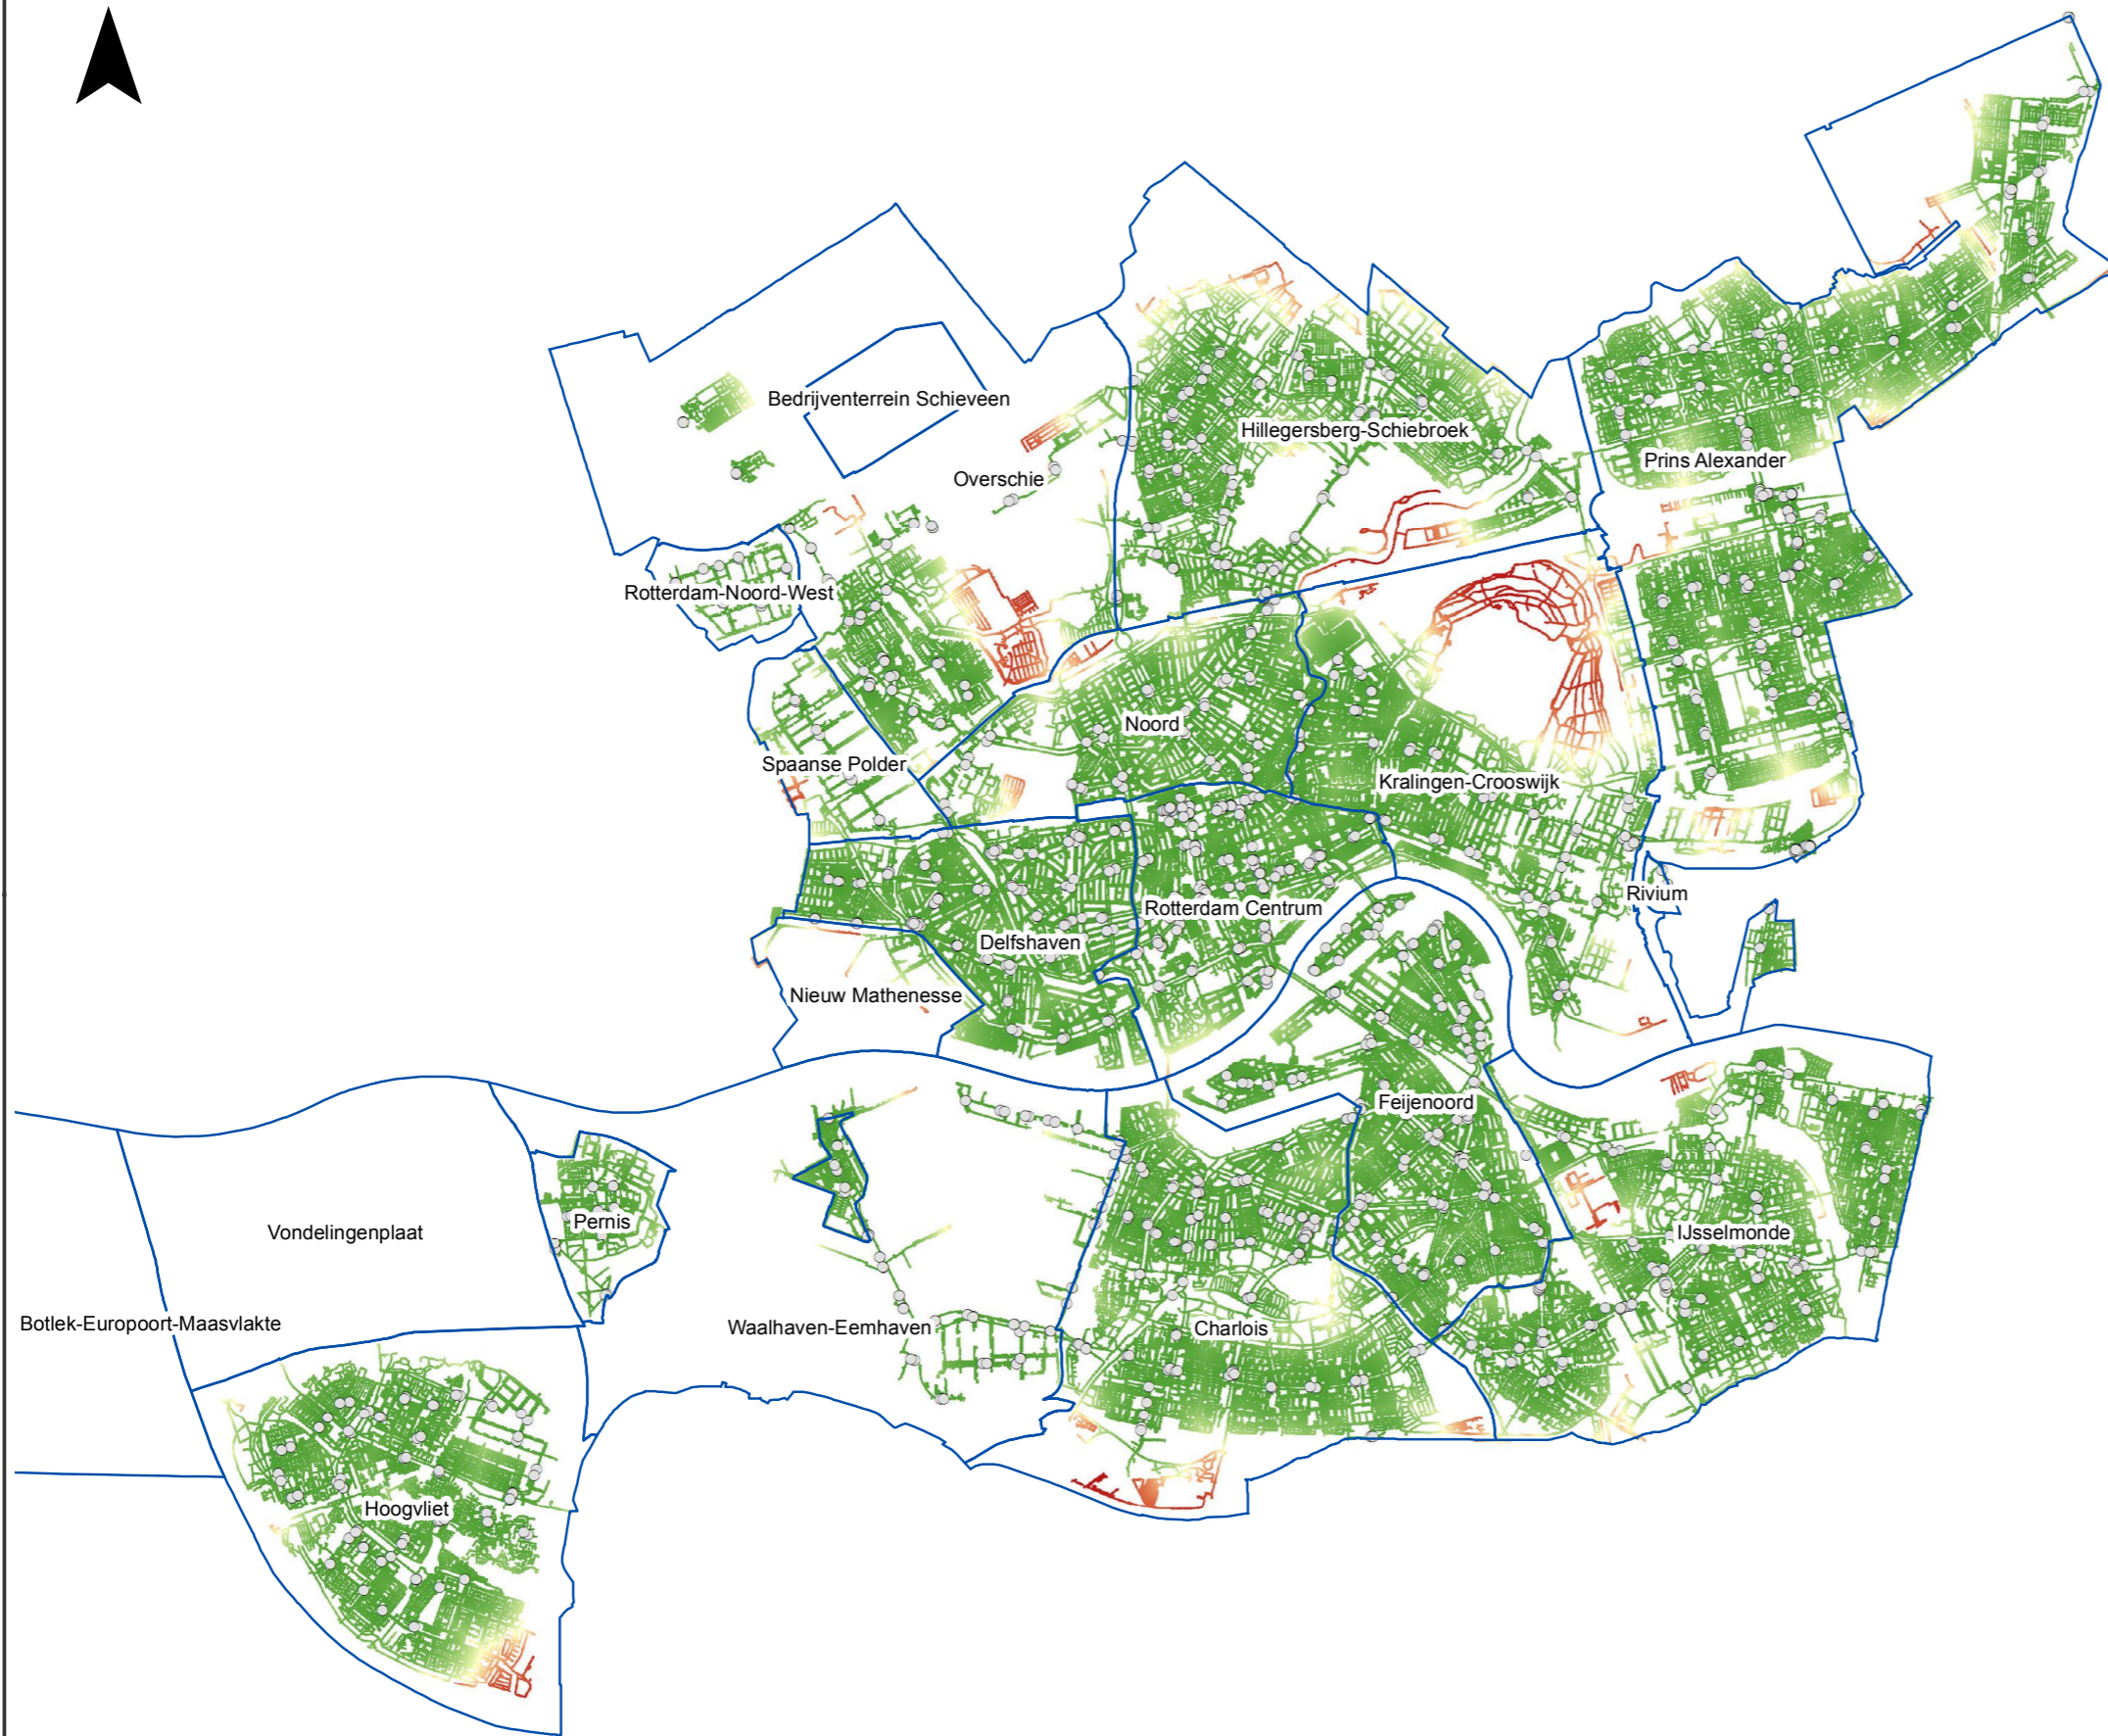 Bedrijventerrein Schieveen
Hillegersberg-Schiebroek
Prins Alexander
Overschie
Rotterdam-Noord-West
Noord
Spaanse Polder
Kralingen-Crooswijk
Rivium
Rotterdam Centrum
Delfshaven
Nieuw Mathenesse
Feijenoord
Pernis
Vondelingenplaat
IJsselmonde
Botlek-Europoort-Maasvlakte
Waalhaven-Eemhaven
Charlois
Hoogvliet